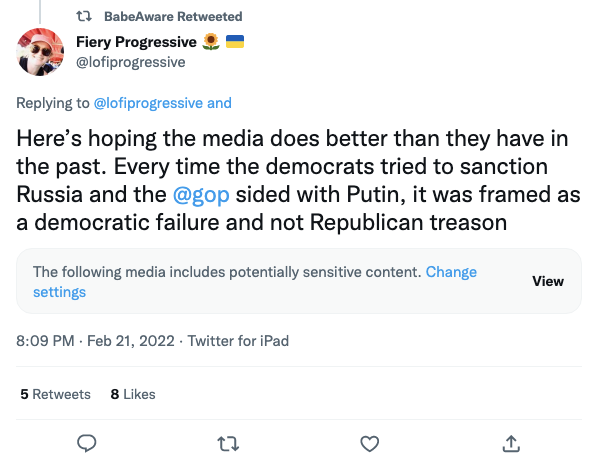 BabeAware Retweeted
Fiery Progressive 🌻 🇺🇦
@lofiprogressive
Replying to @lofiprogressive and
Here’s hoping the media does better than they have in
the past. Every time the democrats tried to sanction
Russia and the @gop sided with Putin, it was framed as
a democratic failure and not Republican treason
The following media includes potentially sensitive content. Change
settings
View
8:09 PM · Feb 21, 2022 · Twitter for iPad
5 Retweets 8 Likes